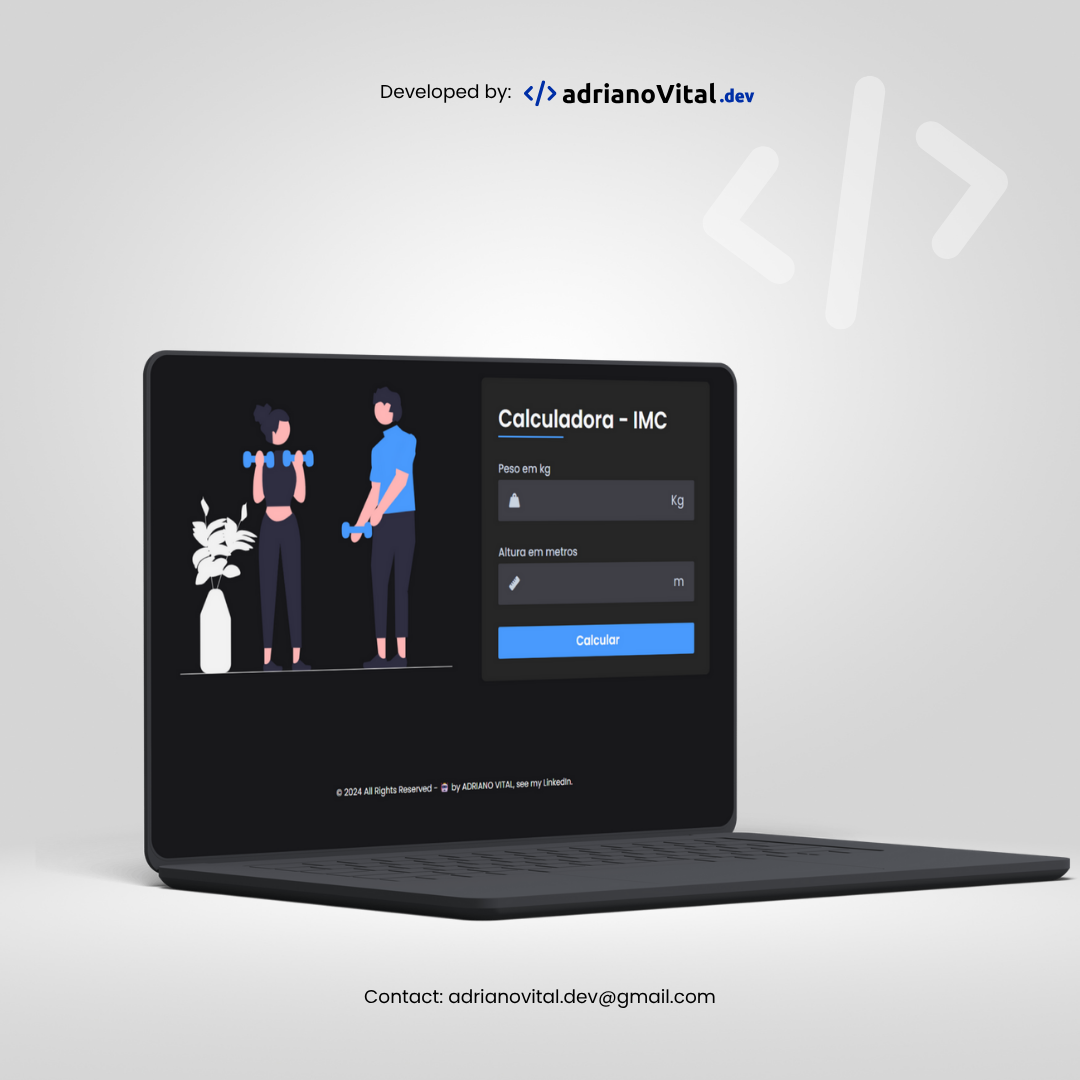 Developed by: </> adrianoVital.dev
</>
Calculadora - IMC
Peso em kg
Kg
Altura em metros
m
Calcular
© 2024 All Rights Reserved - by ADRIANO VITAL, see my LinkedIn.
Contact: adrianovital.dev@gmail.com